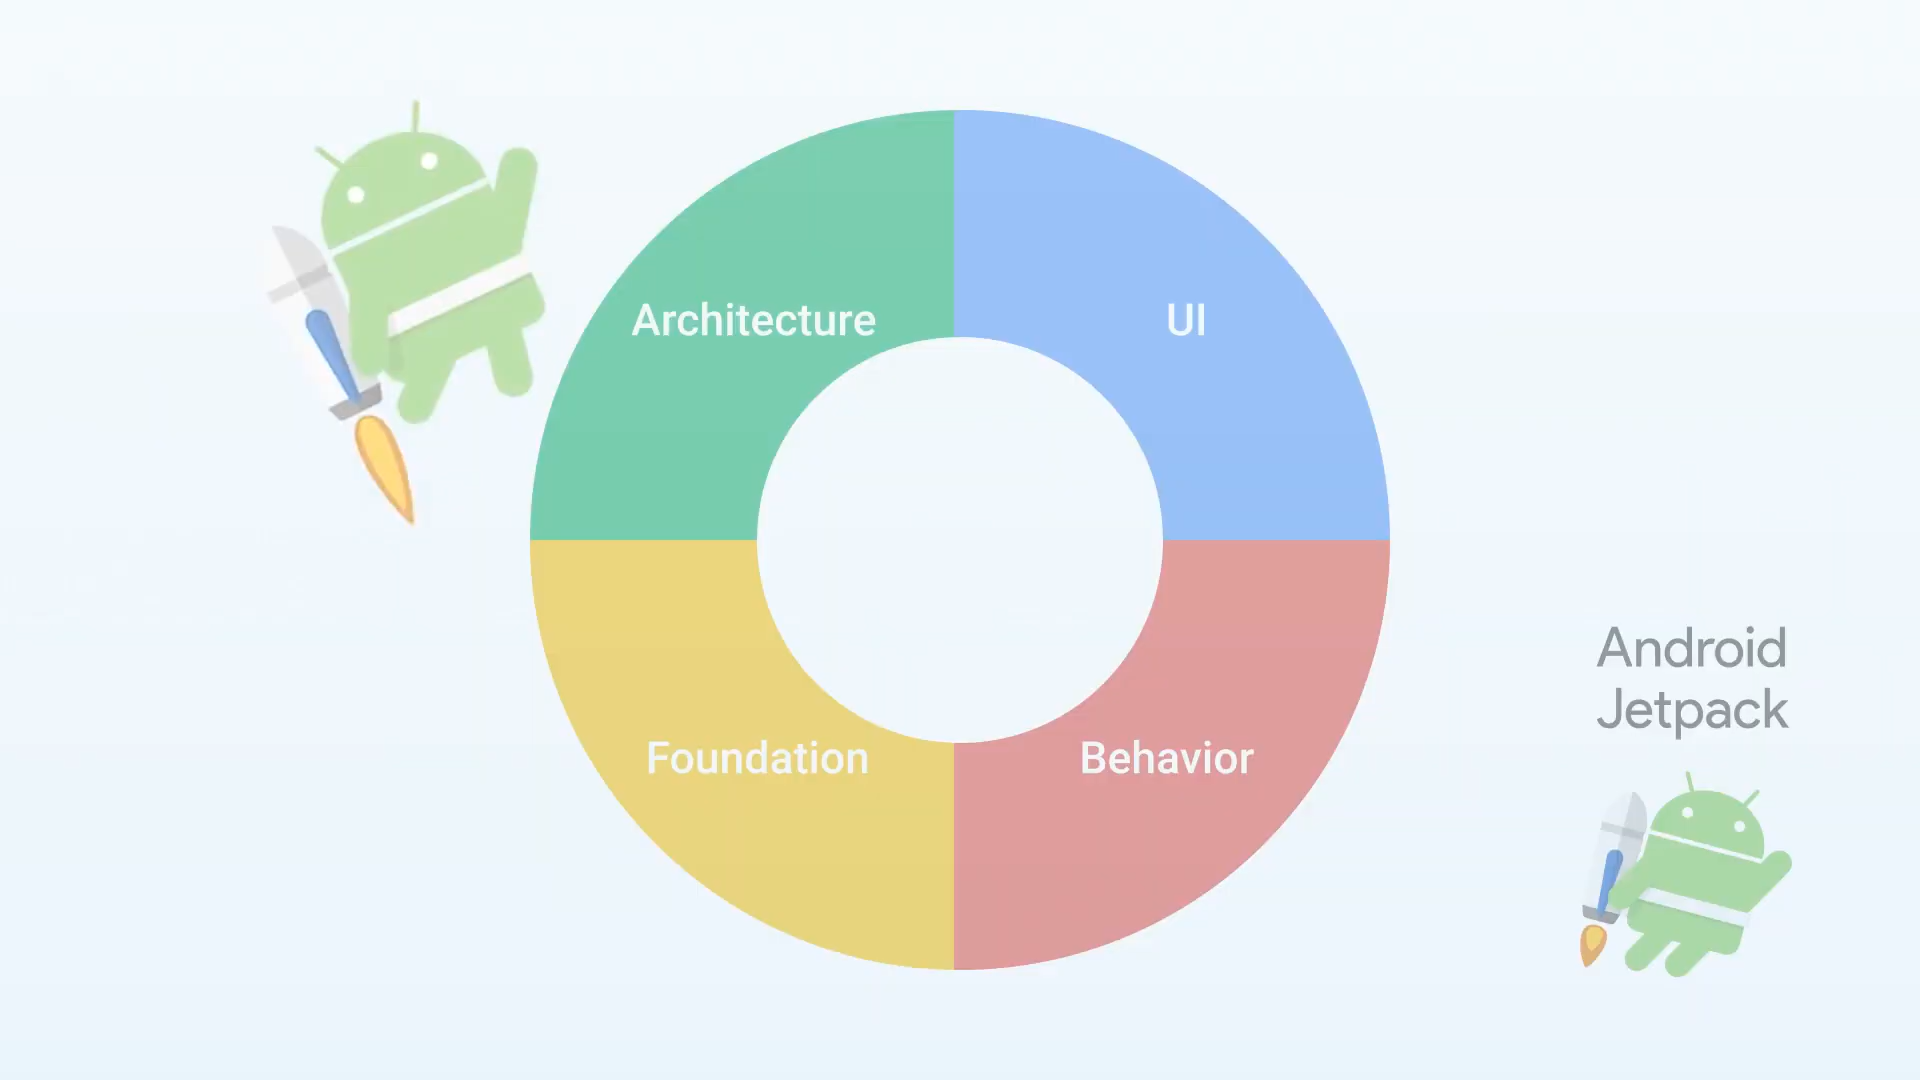 Architecture
UI
Foundation
Behavior
Android
Jetpack